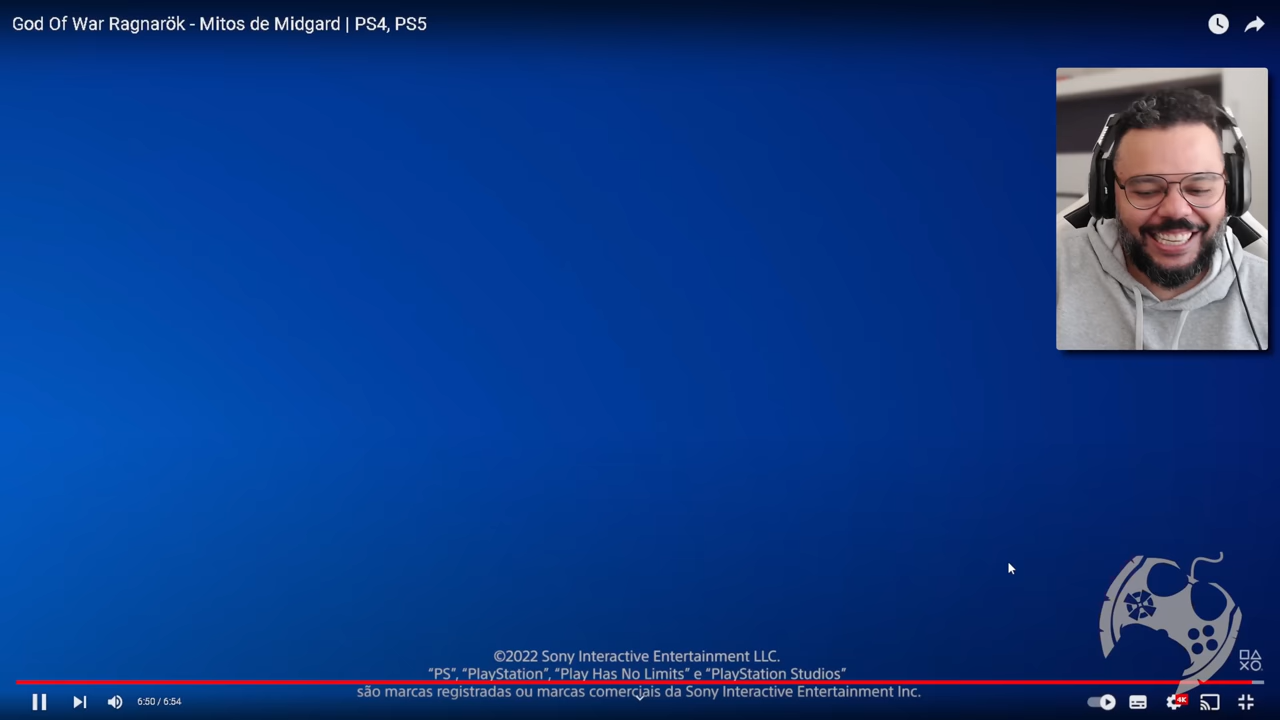 God Of War Ragnarök - Mitos de Midgard | PS4, PS5
©2022 Sony Interactive Entertainment LLC.
“PS”, “PlayStation”, “Play Has No Limits” e “PlayStation Studios”
são marcas registradas ou marcas comerciais da Sony Interactive Entertainment Inc.
6:50 / 6:54
4K